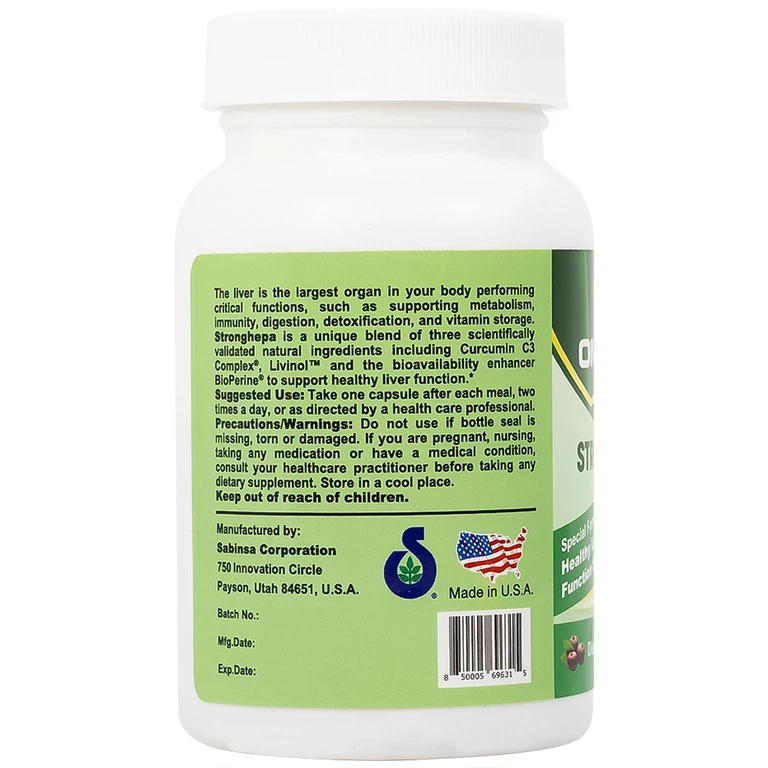 The liver is the largest organ in your body performing
critical functions, such as supporting metabolism,
immunity, digestion, detoxification, and vitamin storage.
Stronghepa is a unique blend of three scientifically
validated natural ingredients including Curcumin C3
Complex®, Livinol™ and the bioavailability enhancer
BioPerine® to support healthy liver function.*
Suggested Use: Take one capsule after each meal, two
times a day, or as directed by a health care professional.
Precautions/Warnings: Do not use if bottle seal is
missing, torn or damaged. If you are pregnant, nursing,
taking any medication or have a medical condition,
consult your healthcare practitioner before taking any
dietary supplement. Store in a cool place.
Keep out of reach of children.
Manufactured by:
Sabinsa Corporation
750 Innovation Circle
Payson, Utah 84651, U.S.A.
Batch No.:
Mfg.Date:
Exp.Date:
®
Made in U.S.A.
8 50005 69631 5
STR
Special For
Healthy
Function